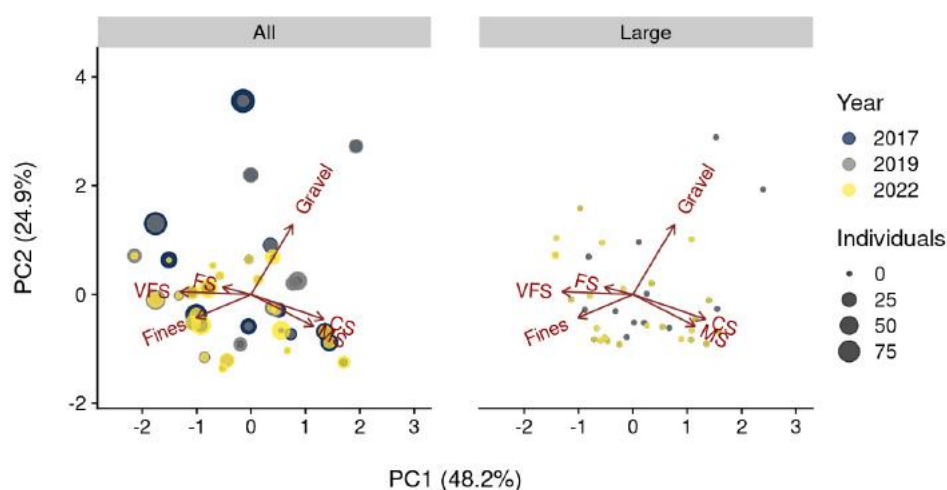 All
Large
PC2 (24.9%)
4
2
0
-2
Gravel
VFS
FS
Fines
CS
MS
Gravel
VFS
FS
Fines
CS
MS
-2 -1 0 1 2 3
-2 -1 0 1 2 3
PC1 (48.2%)
Year
2017
2019
2022
Individuals
0
25
50
75